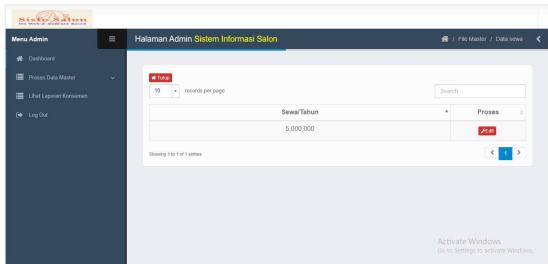 Sisfo Salon
Menu Admin
Halaman Admin Sistem Informasi Salon
/ File Master / Data sewa
Dashboard
Proses Data Master
Lihat Laporan Konsumen
Log Out
Tutup
10 records per page
Search
Sewa/Tahun
Proses
5,000,000
Edit
Showing 1 to 1 of 1 entries
1
Activate Windows
Go to Settings to activate Windows.